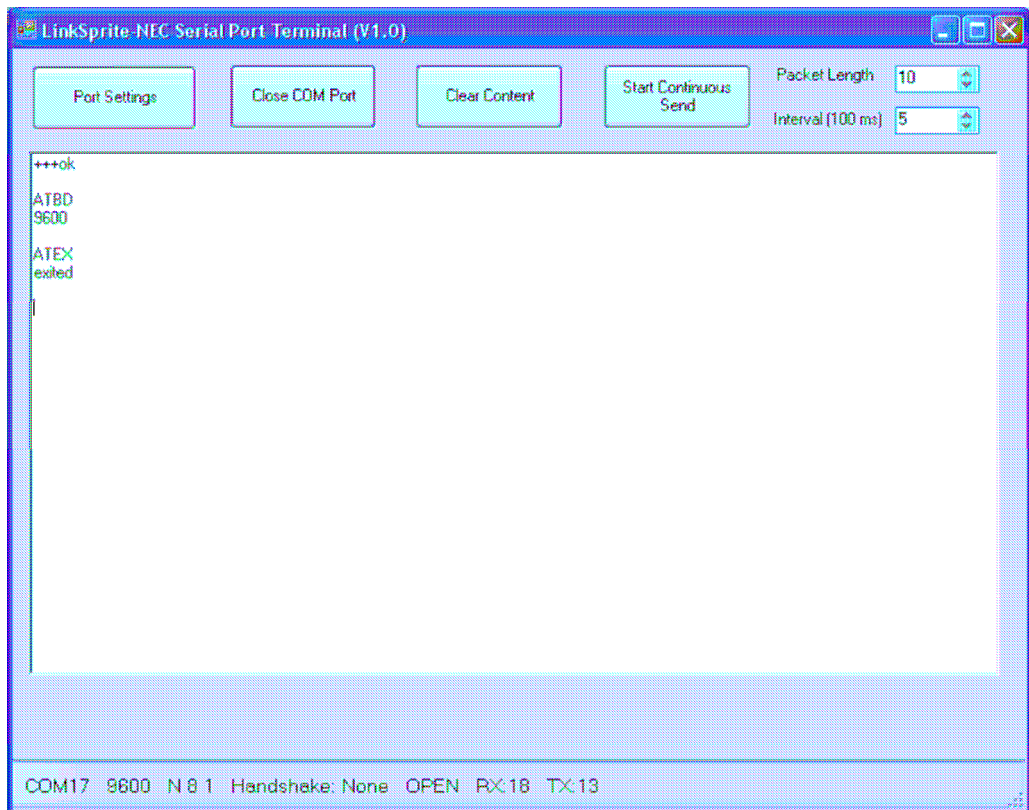 LinkSprite-NEC Serial Port Terminal (V1.0)
Port Settings
Close COM Port
Clear Content
Start Continuous
Send
Packet Length
10
Interval (100 ms)
5
+++ok
ATBD
9600
ATEX
exited
COM17 9600 N 8 1 Handshake: None OPEN RX:18 TX:13